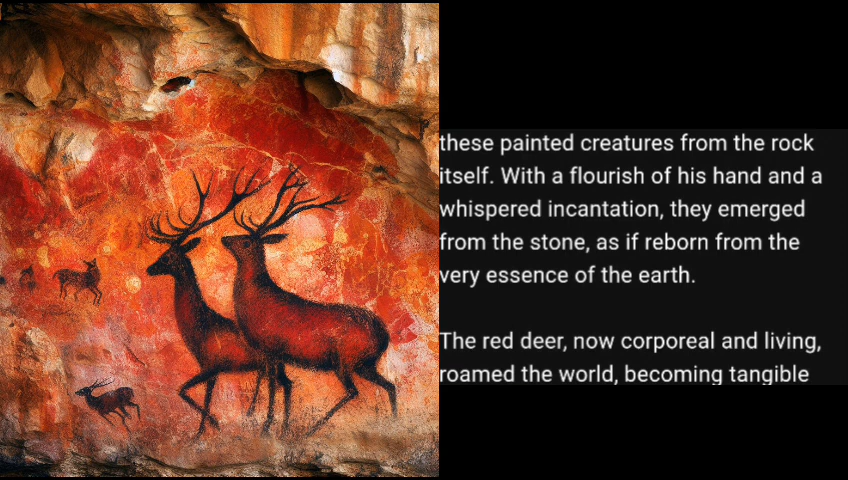 these painted creatures from the rock
itself. With a flourish of his hand and a
whispered incantation, they emerged
from the stone, as if reborn from the
very essence of the earth.
The red deer, now corporeal and living,
roamed the world, becoming tangible